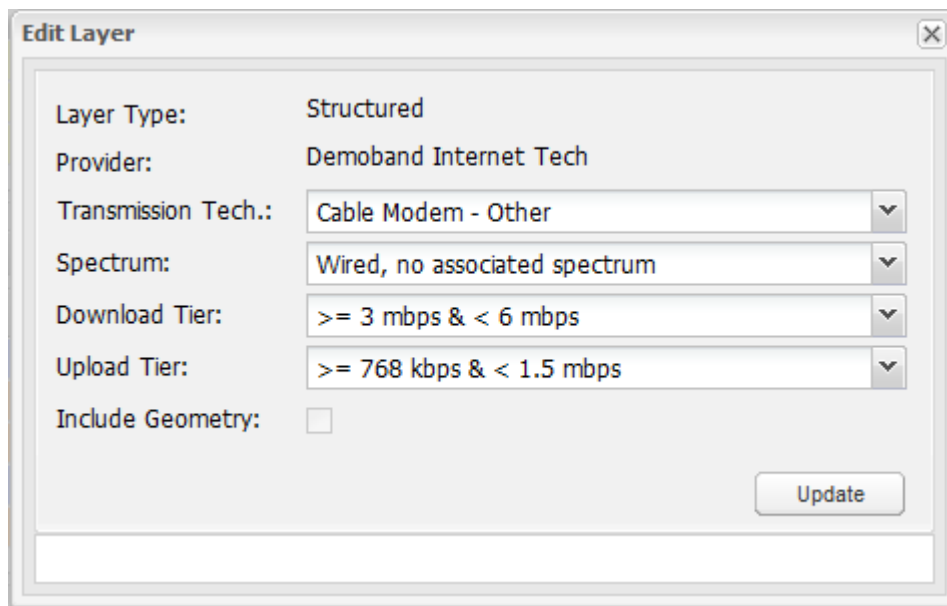 Edit Layer
Layer Type: Structured
Provider: Demoband Internet Tech
Transmission Tech.: Cable Modem - Other
Spectrum: Wired, no associated spectrum
Download Tier: >= 3 mbps & < 6 mbps
Upload Tier: >= 768 kbps & < 1.5 mbps
Include Geometry:
Update